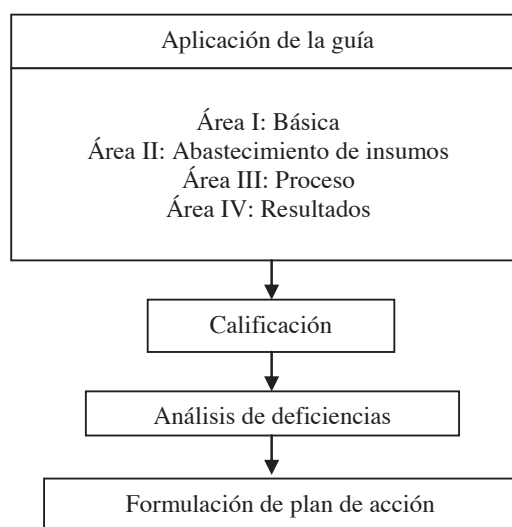 Aplicación de la guía
Área I: Básica
Área II: Abastecimiento de insumos
Área III: Proceso
Área IV: Resultados
Calificación
Análisis de deficiencias
Formulación de plan de acción